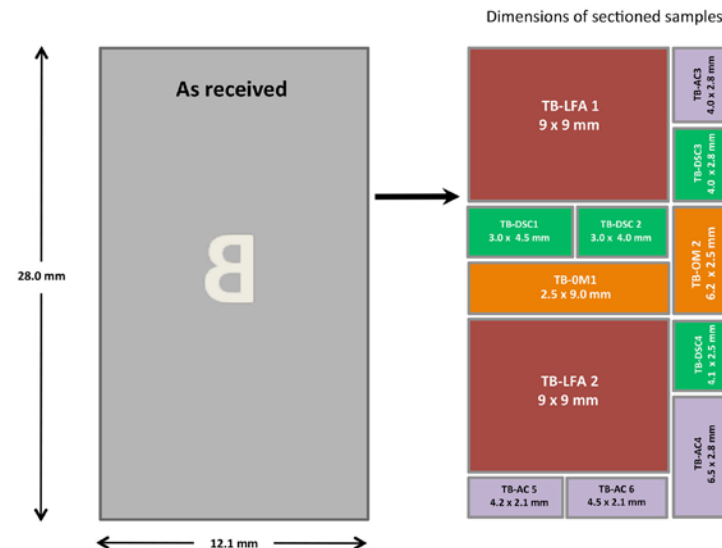 Dimensions of sectioned samples
As received
B
28.0 mm
12.1 mm
TB-LFA 1
9 x 9 mm
TB-AC3
4.0 x 2.8 mm
TB-DSC3
4.0 x 2.8 mm
TB-DSC1
3.0 x 4.5 mm
TB-DSC 2
3.0 x 4.0 mm
TB-OM 2
6.2 x 2.5 mm
TB-0M1
2.5 x 9.0 mm
TB-LFA 2
9 x 9 mm
TB-DSC4
4.1 x 2.5 mm
TB-AC4
6.5 x 2.8 mm
TB-AC 5
4.2 x 2.1 mm
TB-AC 6
4.5 x 2.1 mm